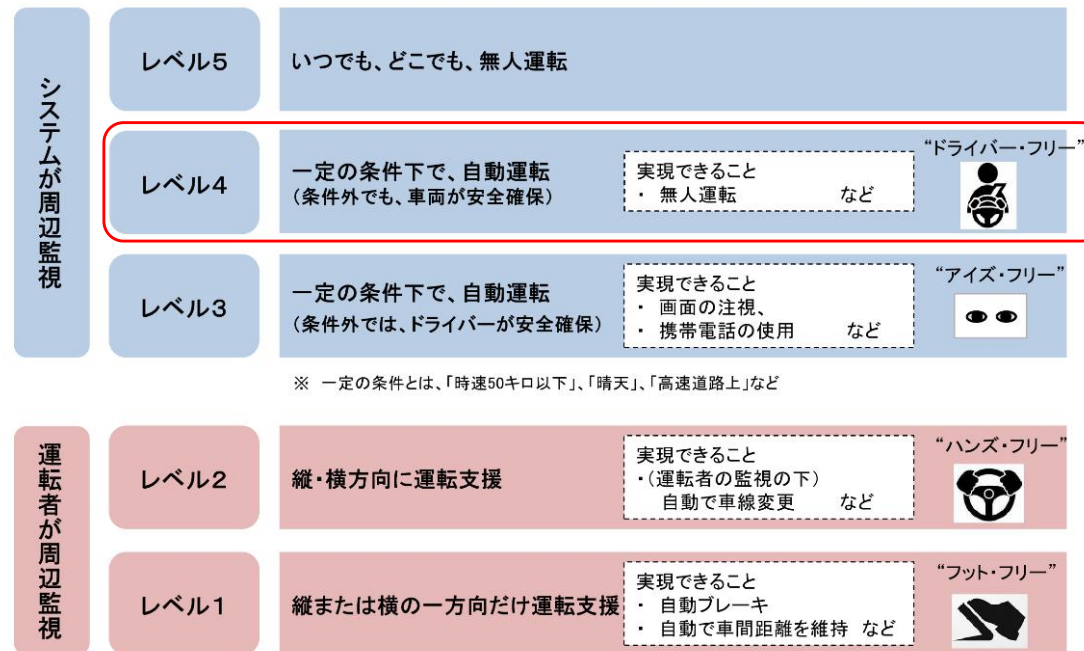 システムが周辺監視
レベル5
いつでも、どこでも、無人運転
レベル4
一定の条件下で、自動運転
(条件外でも、車両が安全確保)
実現できること
・ 無人運転 など
“ドライバー・フリー”
レベル3
一定の条件下で、自動運転
(条件外では、ドライバーが安全確保)
実現できること
・ 画面の注視、
・ 携帯電話の使用 など
“アイズ・フリー”
※ 一定の条件とは、「時速50キロ以下」、「晴天」、「高速道路上」など
運転者が周辺監視
レベル2
縦・横方向に運転支援
実現できること
・(運転者の監視の下)
自動で車線変更 など
“ハンズ・フリー”
レベル1
縦または横の一方向だけ運転支援
実現できること
・ 自動ブレーキ
・ 自動で車間距離を維持 など
“フット・フリー”